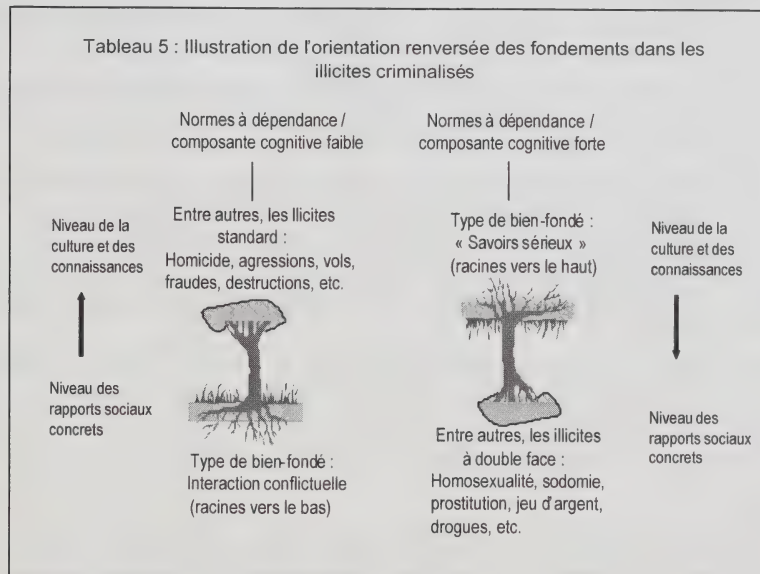 Tableau 5 : Illustration de l'orientation renversée des fondements dans les
illicites criminalisés
Normes à dépendance /
composante cognitive faible
Normes à dépendance /
composante cognitive forte
Niveau de la
culture et des
connaissances
Entre autres, les Ilicites
standard :
Homicide, agressions, vols,
fraudes, destructions, etc.
Type de bien-fondé :
« Savoirs sérieux »
(racines vers le haut)
Niveau de la
culture et des
connaissances
Niveau des
rapports sociaux
concrets
Type de bien-fondé :
Interaction conflictuelle
(racines vers le bas)
Entre autres, les illicites
à double face :
Homosexualité, sodomie,
prostitution, jeu d'argent,
drogues, etc.
Niveau des
rapports sociaux
concrets